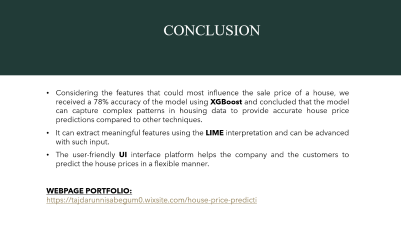 CONCLUSION
• Considering the features that could most influence the sale price of a house, we
received a 78% accuracy of the model using XGBoost and concluded that the model
can capture complex patterns in housing data to provide accurate house price
predictions compared to other techniques.
• It can extract meaningful features using the LIME interpretation and can be advanced
with such input.
• The user-friendly UI interface platform helps the company and the customers to
predict the house prices in a flexible manner.
WEBPAGE PORTFOLIO:
https://tajdarunnisabegum0.wixsite.com/house-price-predicti